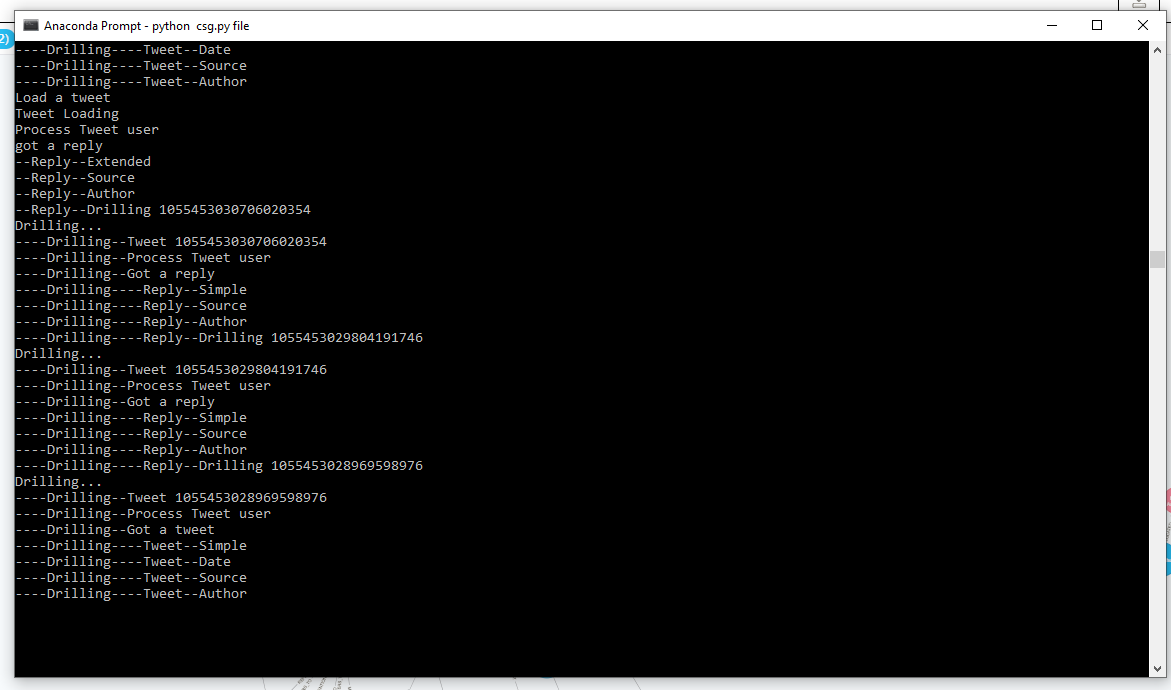 2)
Anaconda Prompt - python  csg.py file
----Drilling----Tweet--Date
----Drilling----Tweet--Source
----Drilling----Tweet--Author
Load a tweet
Tweet Loading
Process Tweet user
got a reply
--Reply--Extended
--Reply--Source
--Reply--Author
--Reply--Drilling 1055453030706020354
Drilling...
----Drilling--Tweet 1055453030706020354
----Drilling--Process Tweet user
----Drilling--Got a reply
----Drilling----Reply--Simple
----Drilling----Reply--Source
----Drilling----Reply--Author
----Drilling----Reply--Drilling 1055453029804191746
Drilling...
----Drilling--Tweet 1055453029804191746
----Drilling--Process Tweet user
----Drilling--Got a reply
----Drilling----Reply--Simple
----Drilling----Reply--Source
----Drilling----Reply--Author
----Drilling----Reply--Drilling 1055453028969598976
Drilling...
----Drilling--Tweet 1055453028969598976
----Drilling--Process Tweet user
----Drilling--Got a tweet
----Drilling----Tweet--Simple
----Drilling----Tweet--Date
----Drilling----Tweet--Source
----Drilling----Tweet--Author